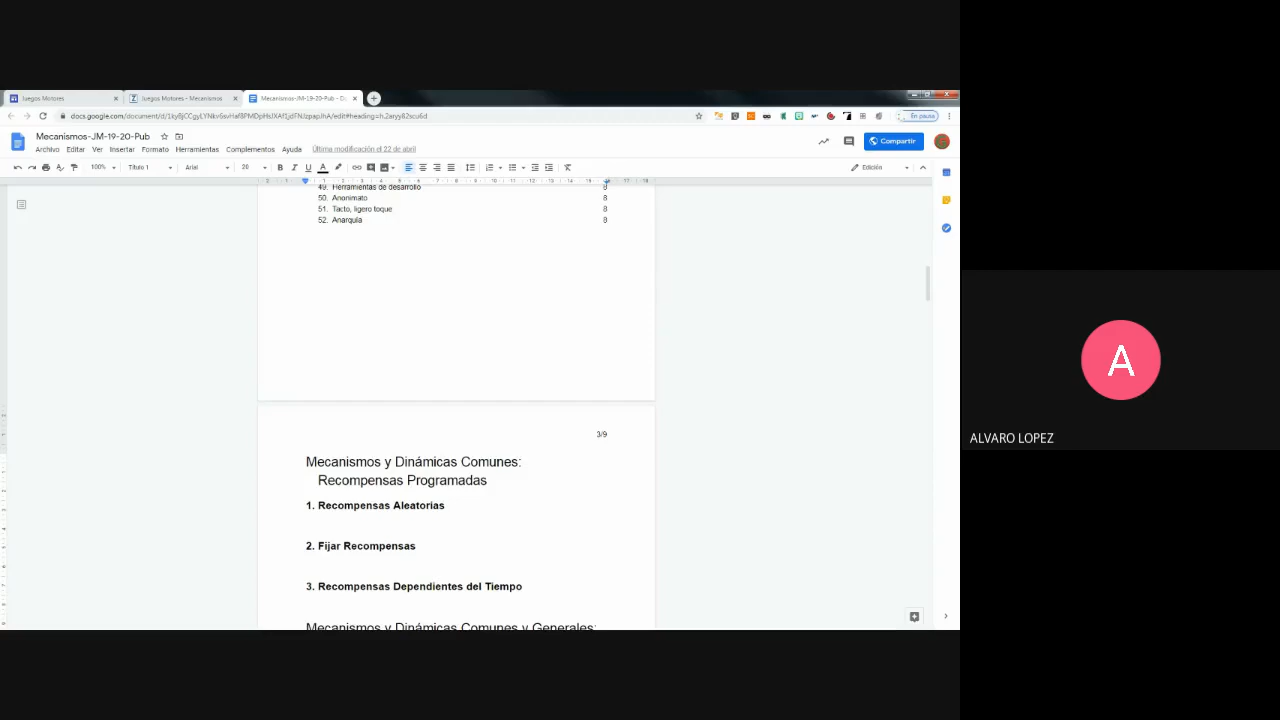 Juegos Motores
Juegos Motores - Mecanismos
Mecanismos-JM-19-20-Pub - D
En pausa
Mecanismos-JM-19-20-Pub
Archivo Editar Ver Insertar Formato Herramientas Complementos Ayuda Última modificación el 22 de abril
Compartir
100% Título 1 Arial 20 B I U A Edición
49. Herramientas de desarrollo 8
50. Anonimato 8
51. Tacto, ligero toque 8
52. Anarquía 8
3/9
Mecanismos y Dinámicas Comunes:
Recompensas Programadas
1. Recompensas Aleatorias
2. Fijar Recompensas
3. Recompensas Dependientes del Tiempo
Mecanismos y Dinámicas Comunes y Generales:
A
ALVARO LOPEZ